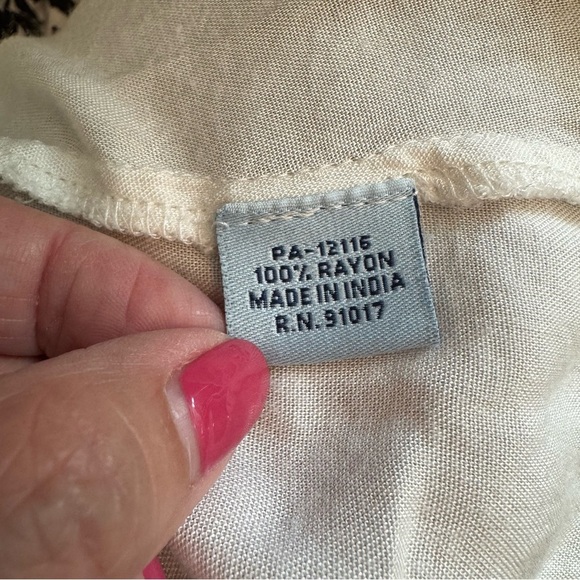 PA-12116
100% RAYON
MADE IN INDIA
R.N. 91017